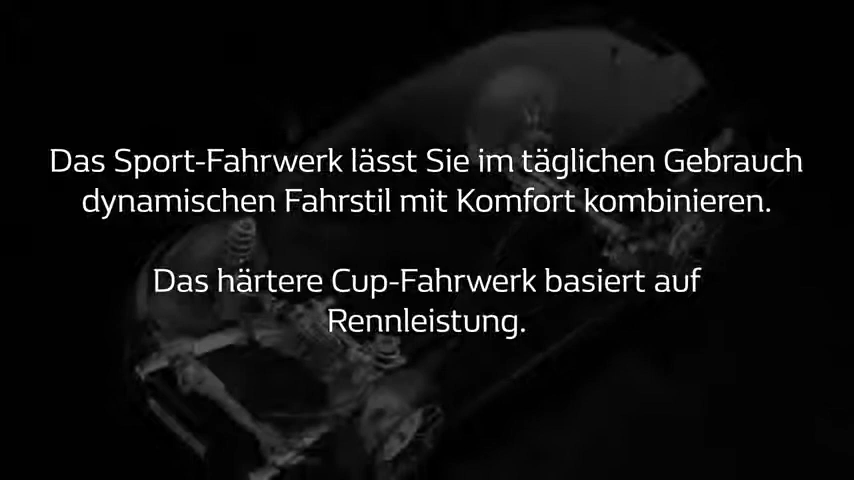 Das Sport-Fahrwerk lässt Sie im täglichen Gebrauch
dynamischen Fahrstil mit Komfort kombinieren.
Das härtere Cup-Fahrwerk basiert auf
Rennleistung.